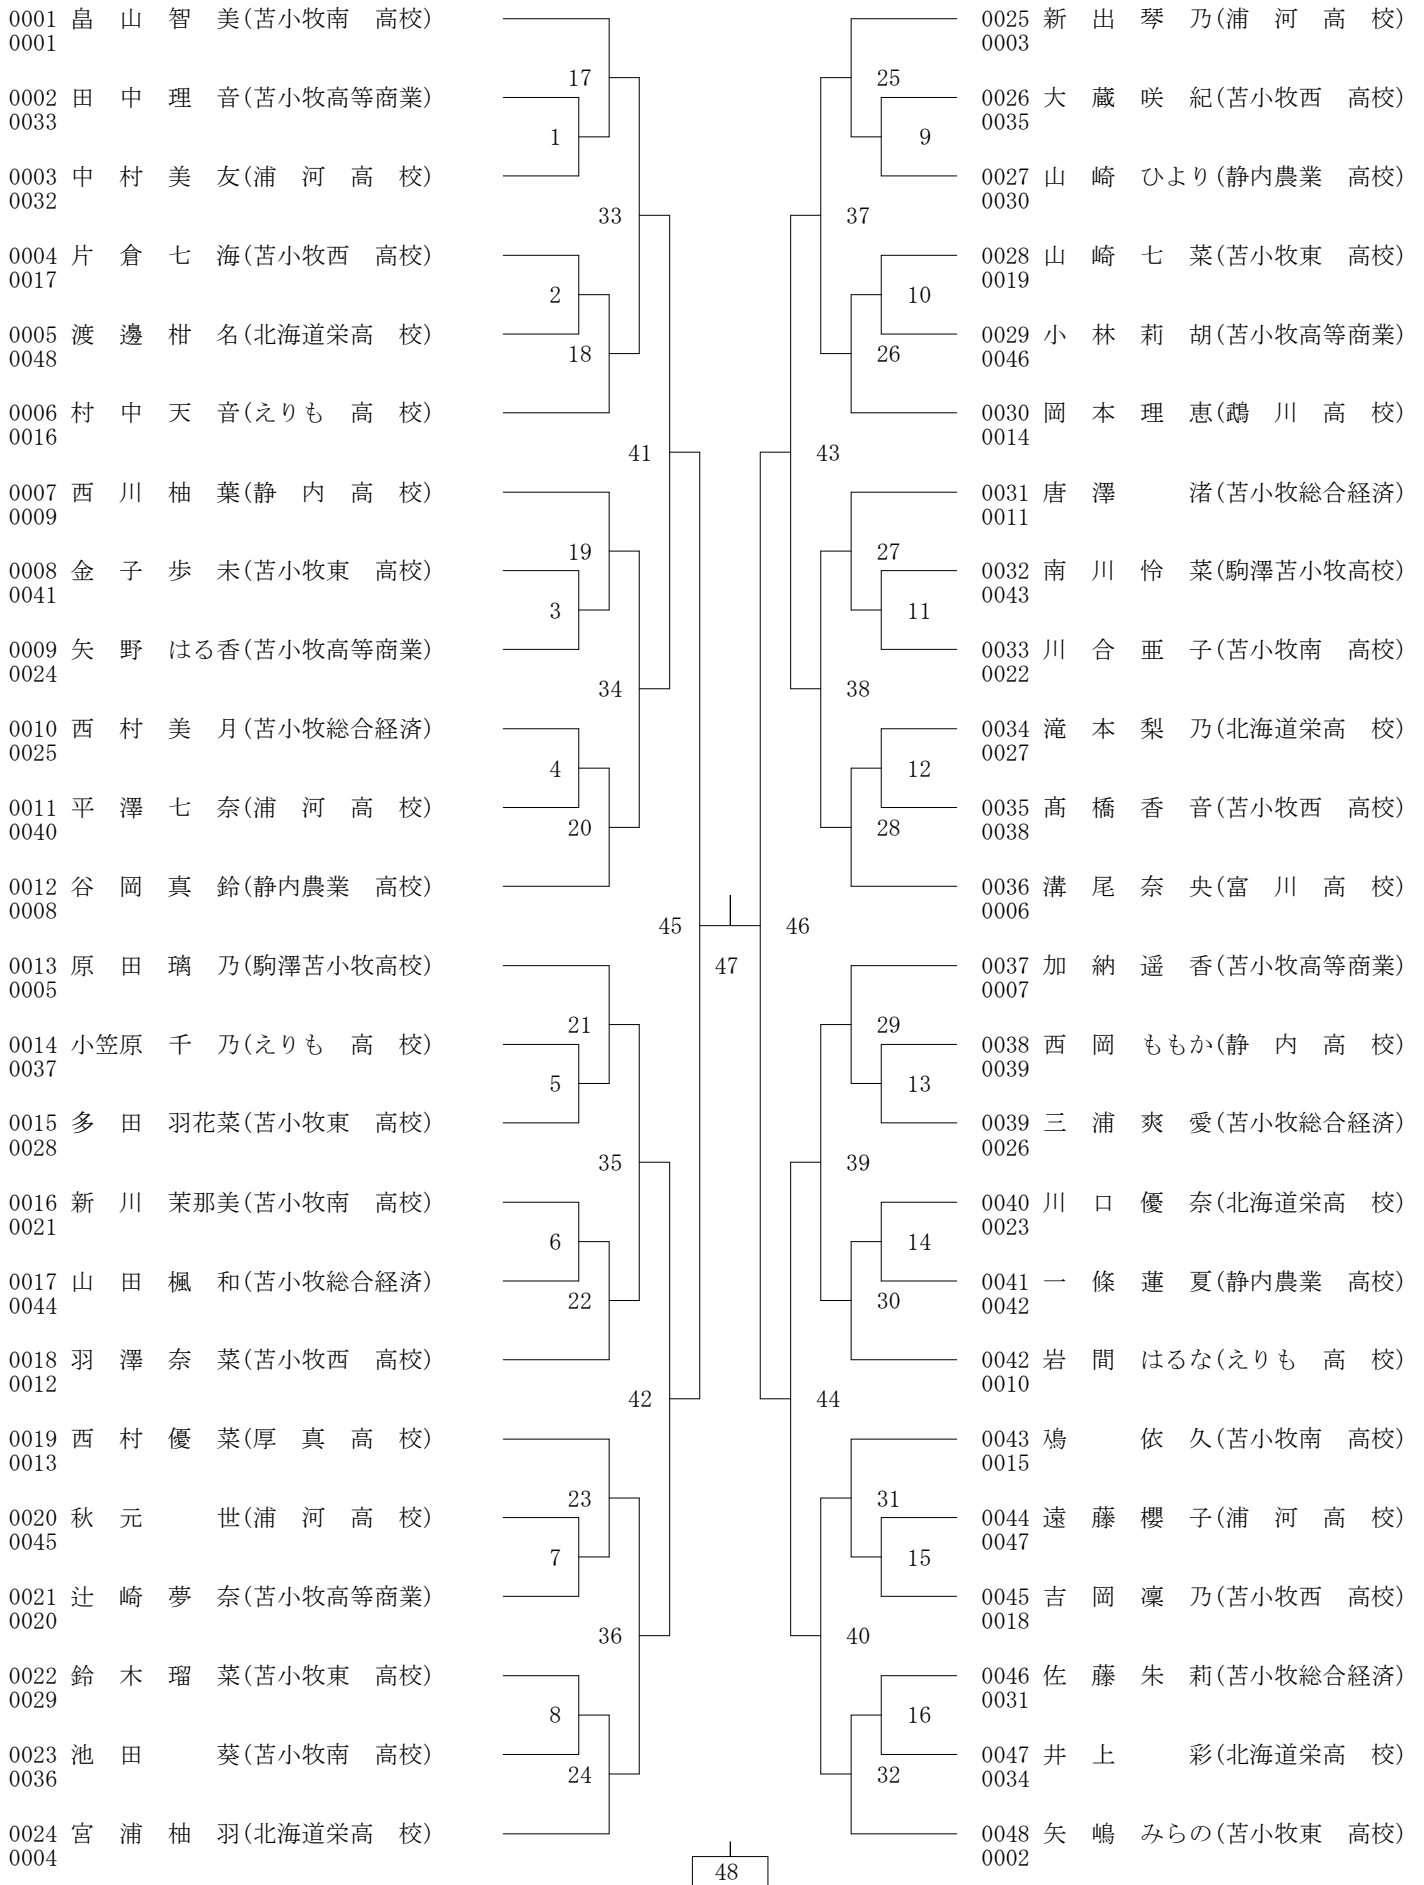 0001 畠　山　智　美(苫小牧南　高校)
0001
17
0002 田　中　理　音(苫小牧高等商業)
0033
1
0003 中　村　美　友(浦　河　高　校)
0032
33
0004 片　倉　七　海(苫小牧西　高校)
0017
2
0005 渡　邊　柑　名(北海道栄高　校)
0048
18
0006 村　中　天　音(えりも　高　校)
0016
41
0007 西　川　柚　葉(静　内　高　校)
0009
19
0008 金　子　歩　未(苫小牧東　高校)
0041
3
0009 矢　野　はる香(苫小牧高等商業)
0024
34
0010 西　村　美　月(苫小牧総合経済)
0025
4
0011 平　澤　七　奈(浦　河　高　校)
0040
20
0012 谷　岡　真　鈴(静内農業　高校)
0008
45
0013 原　田　璃　乃(駒澤苫小牧高校)
0005
21
0014 小笠原　千　乃(えりも　高　校)
0037
5
0015 多　田　羽花菜(苫小牧東　高校)
0028
35
0016 新　川　茉那美(苫小牧南　高校)
0021
6
0017 山　田　楓　和(苫小牧総合経済)
0044
22
0018 羽　澤　奈　菜(苫小牧西　高校)
0012
42
0019 西　村　優　菜(厚　真　高　校)
0013
23
0020 秋　元　　　世(浦　河　高　校)
0045
7
0021 辻　崎　夢　奈(苫小牧高等商業)
0020
36
0022 鈴　木　瑠　菜(苫小牧東　高校)
0029
8
0023 池　田　　　葵(苫小牧南　高校)
0036
24
0024 宮　浦　柚　羽(北海道栄高　校)
0004
47
48
0025 新　出　琴　乃(浦　河　高　校)
0003
25
0026 大　蔵　咲　紀(苫小牧西　高校)
0035
9
0027 山　崎　ひより(静内農業　高校)
0030
37
0028 山　崎　七　菜(苫小牧東　高校)
0019
10
0029 小　林　莉　胡(苫小牧高等商業)
0046
26
0030 岡　本　理　恵(鵡　川　高　校)
0014
43
0031 唐　澤　　　渚(苫小牧総合経済)
0011
27
0032 南　川　怜　菜(駒澤苫小牧高校)
0043
11
0033 川　合　亜　子(苫小牧南　高校)
0022
38
0034 滝　本　梨　乃(北海道栄高　校)
0027
12
0035 髙　橋　香　音(苫小牧西　高校)
0038
28
0036 溝　尾　奈　央(富　川　高　校)
0006
46
0037 加　納　遥　香(苫小牧高等商業)
0007
29
0038 西　岡　ももか(静　内　高　校)
0039
13
0039 三　浦　爽　愛(苫小牧総合経済)
0026
39
0040 川　口　優　奈(北海道栄高　校)
0023
14
0041 一　條　蓮　夏(静内農業　高校)
0042
30
0042 岩　間　はるな(えりも　高　校)
0010
44
0043 　　　依　久(苫小牧南　高校)
0015
31
0044 遠　藤　櫻　子(浦　河　高　校)
0047
15
0045 吉　岡　凜　乃(苫小牧西　高校)
0018
40
0046 佐　藤　朱　莉(苫小牧総合経済)
0031
16
0047 井　上　　　彩(北海道栄高　校)
0034
32
0048 矢　嶋　みらの(苫小牧東　高校)
0002